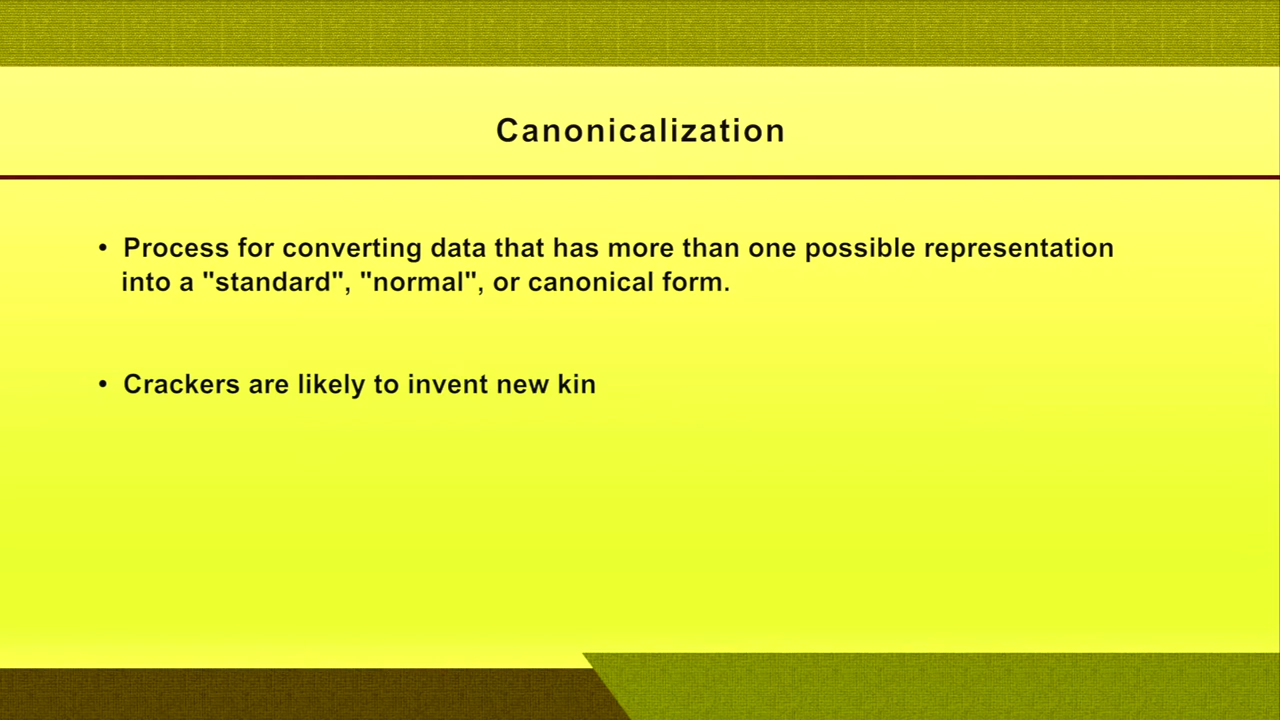 Canonicalization
• Process for converting data that has more than one possible representation
into a "standard", "normal", or canonical form.
• Crackers are likely to invent new kin